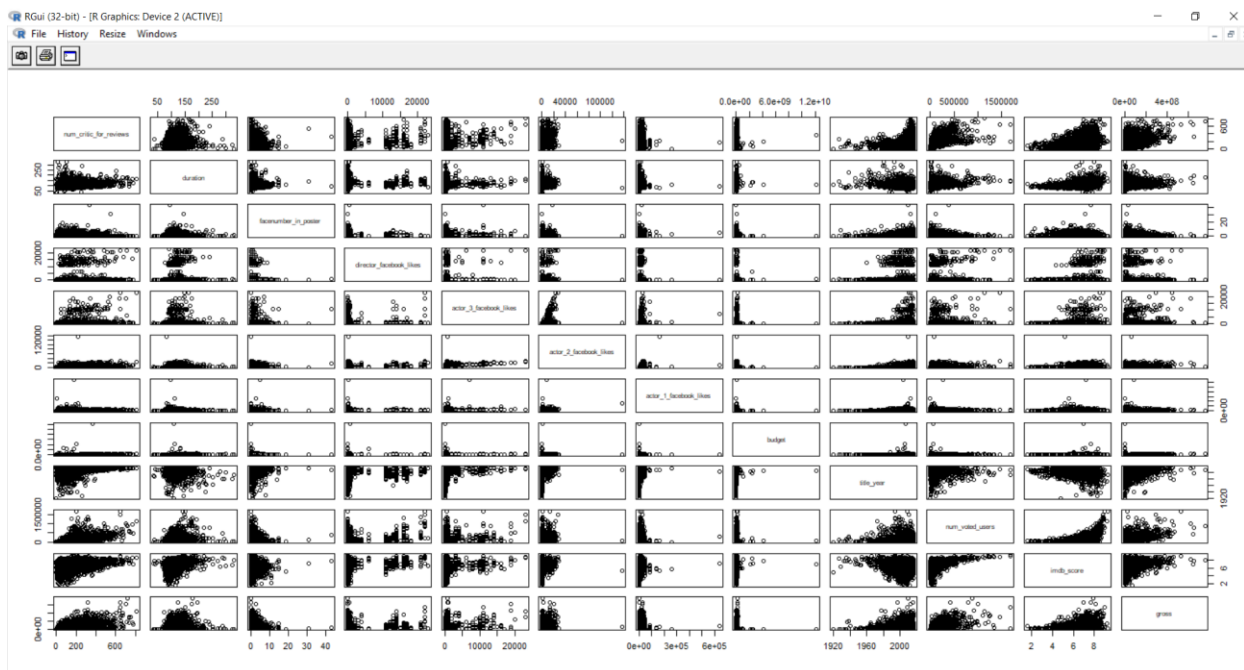 RGui (32-bit) - [R Graphics: Device 2 (ACTIVE)]
File History Resize Windows
50 150 250
0 10000 20000
0 40000 100000
0.0e+00 6.0e+09 1.2e+10
0 500000 1500000
0e+00 4e+08
num_critic_for_reviews
0 600
50 250
duration
facenumber_in_poster
0 20
0 20000
director_facebook_likes
actor_3_facebook_likes
0 20000
0 120000
actor_2_facebook_likes
actor_1_facebook_likes
0e+00
0.0e+00
budget
title_year
1920
0 1500000
num_voted_users
imdb_score
2 6
0e+00
gross
0 200 600
0 10 20 30 40
0 10000 20000
0e+00 3e+05 6e+05
1920 1960 2000
2 4 6 8